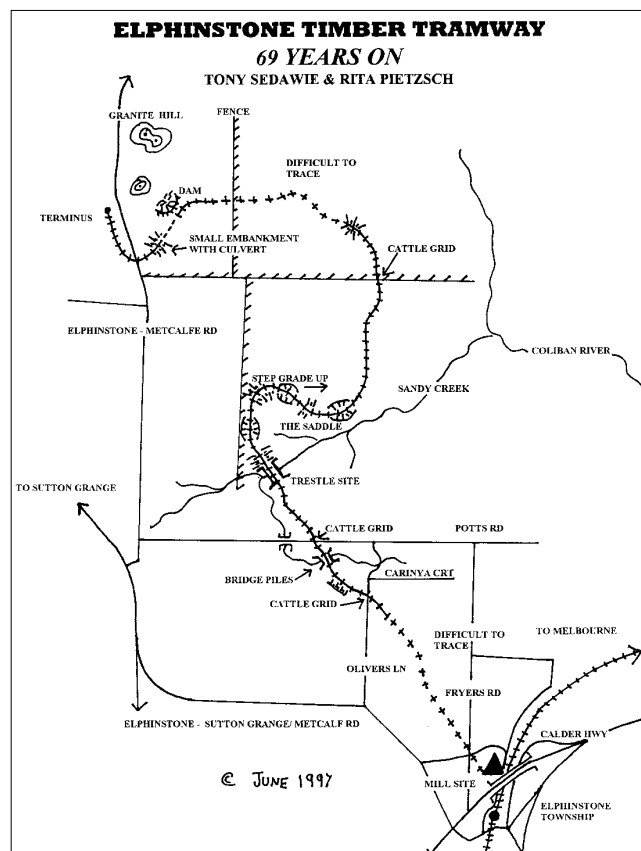 ELPHINSTONE TIMBER TRAMWAY
69 YEARS ON
TONY SEDAWIE & RITA PIETZSCH
GRANITE HILL
FENCE
DIFFICULT TO
TRACE
DAM
TERMINUS
SMALL EMBANKMENT
WITH CULVERT
CATTLE GRID
ELPHINSTONE - METCALFE RD
COLIBAN RIVER
STEP GRADE UP
SANDY CREEK
THE SADDLE
TRESTLE SITE
TO SUTTON GRANGE
CATTLE GRID
POTTS RD
BRIDGE PILES
CARINYA CRT
CATTLE GRID
DIFFICULT TO
TRACE
TO MELBOURNE
OLIVERS LN
FRYERS RD
ELPHINSTONE - SUTTON GRANGE/ METCALF RD
CALDER HWY
MILL SITE
© JUNE 1997
ELPHINSTONE
TOWNSHIP